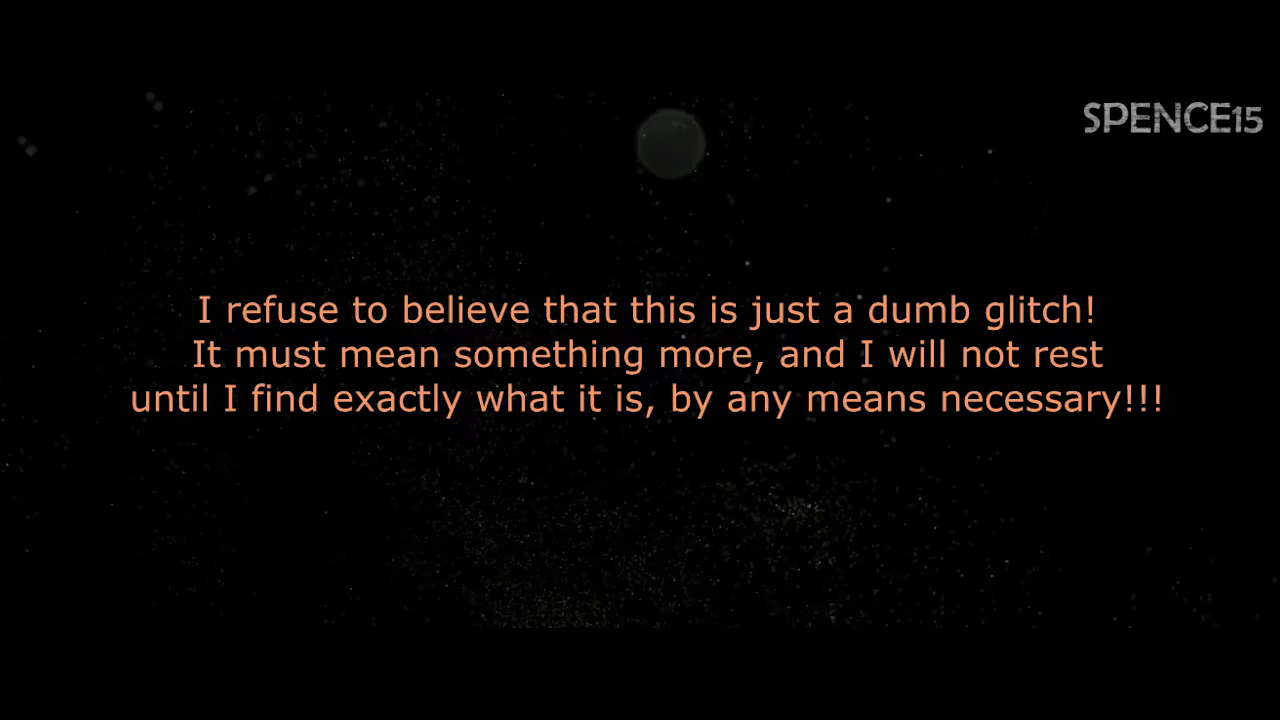 SPENCE15
I refuse to believe that this is just a dumb glitch!
It must mean something more, and I will not rest
until I find exactly what it is, by any means necessary!!!